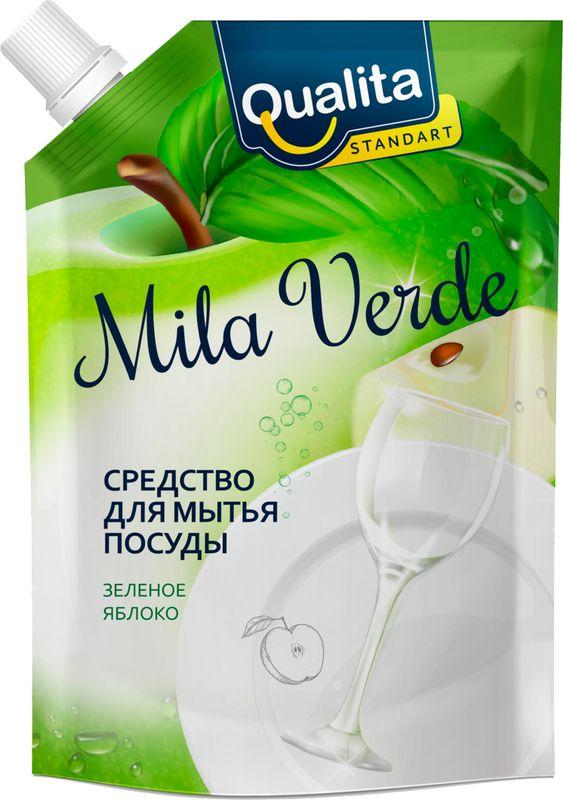 Qualita
STANDART
Mila Verde
СРЕДСТВО
ДЛЯ МЫТЬЯ
ПОСУДЫ
ЗЕЛЕНОЕ
ЯБЛОКО